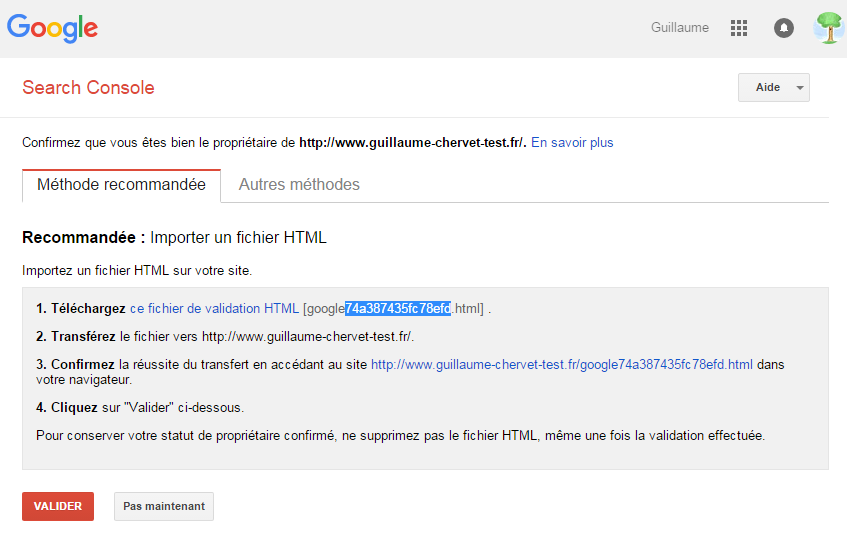 Google
Guillaume
Search Console
Aide
Confirmez que vous êtes bien le propriétaire de http://www.guillaume-chervet-test.fr/. En savoir plus
Méthode recommandée
Autres méthodes
Recommandée : Importer un fichier HTML
Importez un fichier HTML sur votre site.
1. Téléchargez ce fichier de validation HTML [google74a387435fc78efd.html] .
2. Transférez le fichier vers http://www.guillaume-chervet-test.fr/.
3. Confirmez la réussite du transfert en accédant au site http://www.guillaume-chervet-test.fr/google74a387435fc78efd.html dans
votre navigateur.
4. Cliquez sur "Valider" ci-dessous.
Pour conserver votre statut de propriétaire confirmé, ne supprimez pas le fichier HTML, même une fois la validation effectuée.
VALIDER
Pas maintenant